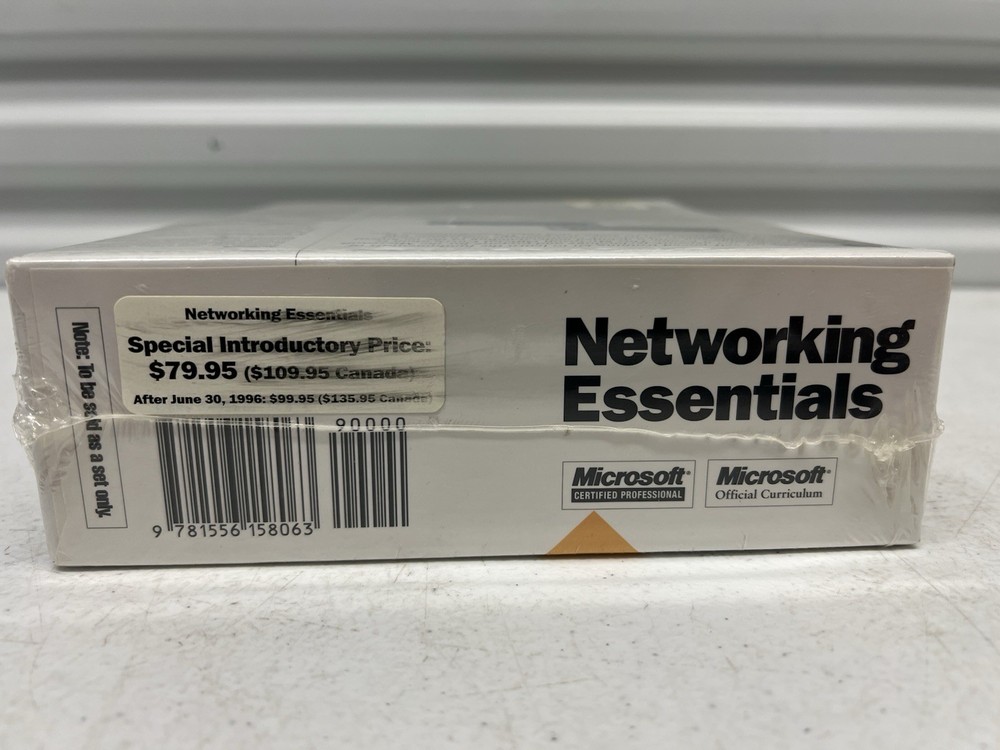 Note: To be sold as a set only.
Networking Essentials
Special Introductory Price:
$79.95 ($109.95 Canada)
After June 30, 1996: $99.95 ($135.95 Canada)
90000
9 781556 158063
Networking
Essentials
Microsoft®
CERTIFIED PROFESSIONAL
Microsoft®
Official Curriculum